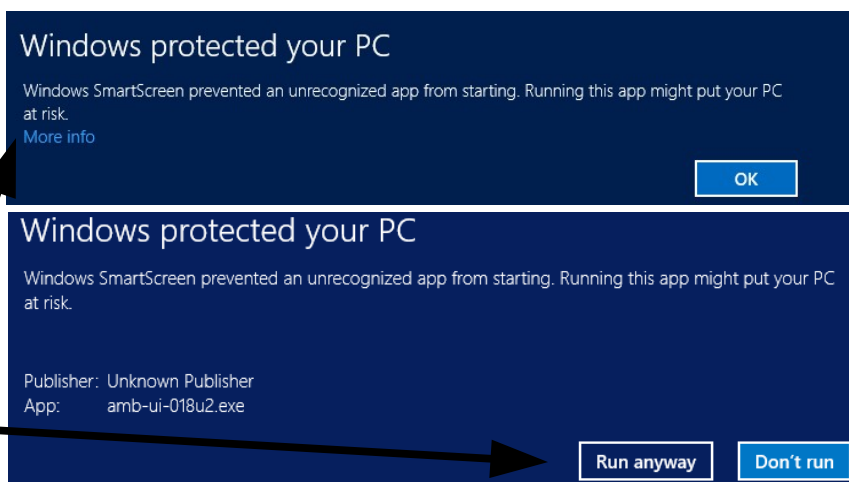 Windows protected your PC
Windows SmartScreen prevented an unrecognized app from starting. Running this app might put your PC
at risk.
More info
OK
Windows protected your PC
Windows SmartScreen prevented an unrecognized app from starting. Running this app might put your PC
at risk.
Publisher: Unknown Publisher
App: amb-ui-018u2.exe
Run anyway Don't run